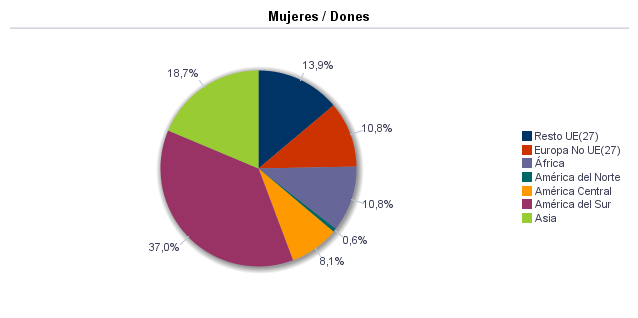 Mujeres / Dones
18,7%
13,9%
10,8%
10,8%
0,6%
8,1%
37,0%
Resto UE(27)
Europa No UE(27)
África
América del Norte
América Central
América del Sur
Asia